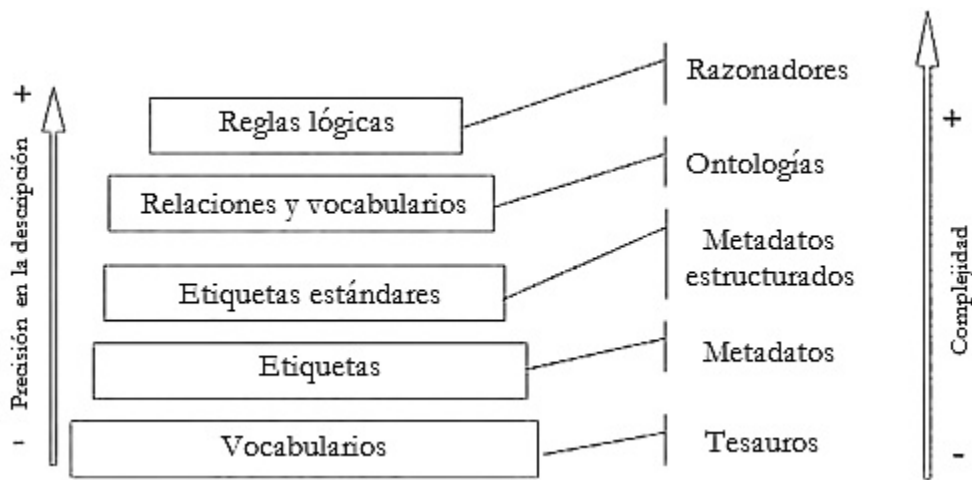 Razonadores
+
Reglas lógicas
+
Ontologías
Relaciones y vocabularios
Metadatos
estructurados
Etiquetas estándares
Precisión en la descripción
Complejidad
Metadatos
Etiquetas
-
Vocabularios
Tesauros
-